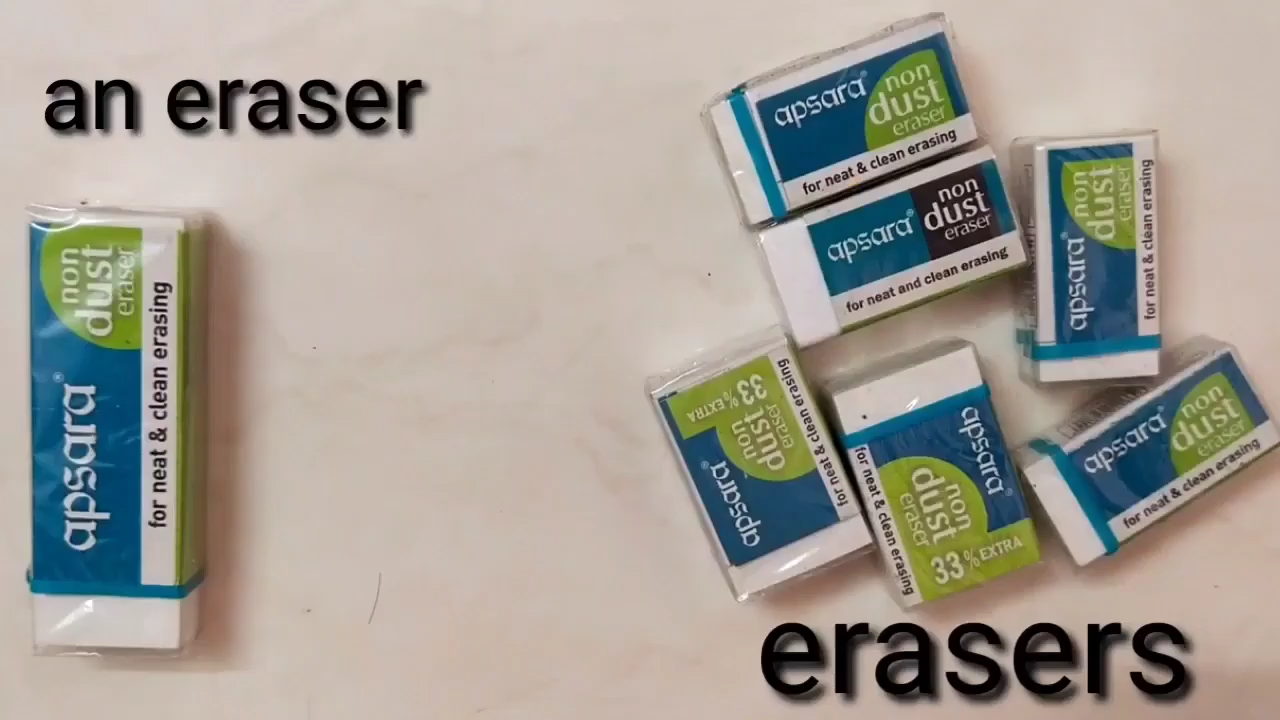 an eraser
non
dust
eraser
apsara®
for neat & clean erasing
apsara®
non
dust
eraser
for neat & clean erasing
apsara®
non
dust
eraser
for neat and clean erasing
apsara®
non
dust
eraser
for neat & clean erasing
33% EXTRA
non
dust
eraser
apsara®
for neat & clean erasing
apsara®
non
dust
eraser
33% EXTRA
for neat & clean erasing
apsara®
non
dust
eraser
for neat & clean erasing
erasers